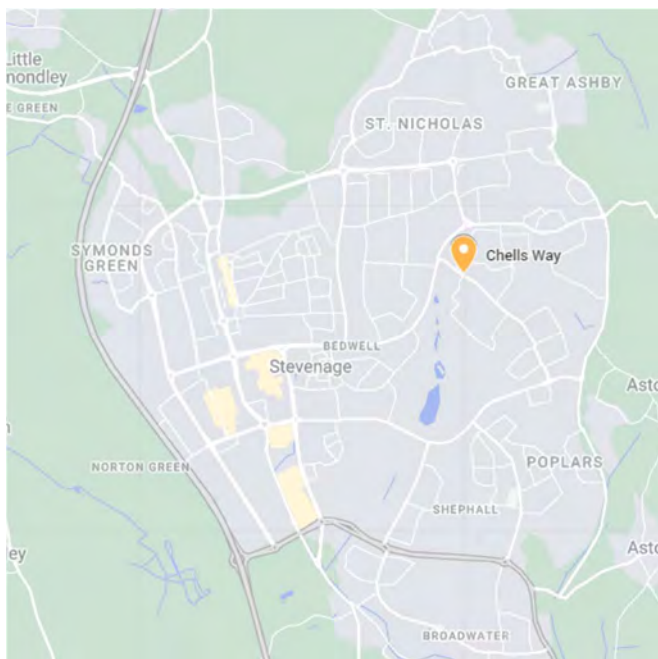 Little
mondley
E GREEN
GREAT ASHBY
ST. NICHOLAS
SYMONDS
GREEN
Chells Way
BEDWELL
Stevenage
Asto
NORTON GREEN
POPLARS
SHEPHALL
ley
Asto
BROADWATER